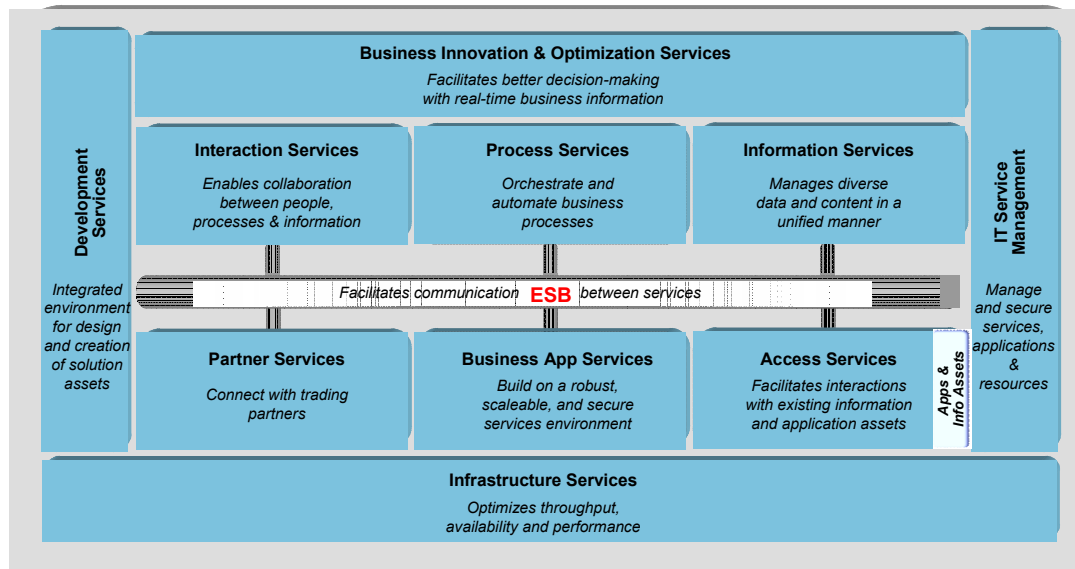 Business Innovation & Optimization Services
Facilitates better decision-making
with real-time business information
Development
Services
Integrated
environment
for design
and creation
of solution
assets
Interaction Services
Enables collaboration
between people,
processes & information
Process Services
Orchestrate and
automate business
processes
Information Services
Manages diverse
data and content in a
unified manner
IT Service
Management
Manage
and secure
services,
applications
&
resources
Facilitates communication ESB between services
Partner Services
Connect with trading
partners
Business App Services
Build on a robust,
scaleable, and secure
services environment
Access Services
Facilitates interactions
with existing information
and application assets
Apps &
Info Assets
Infrastructure Services
Optimizes throughput,
availability and performance